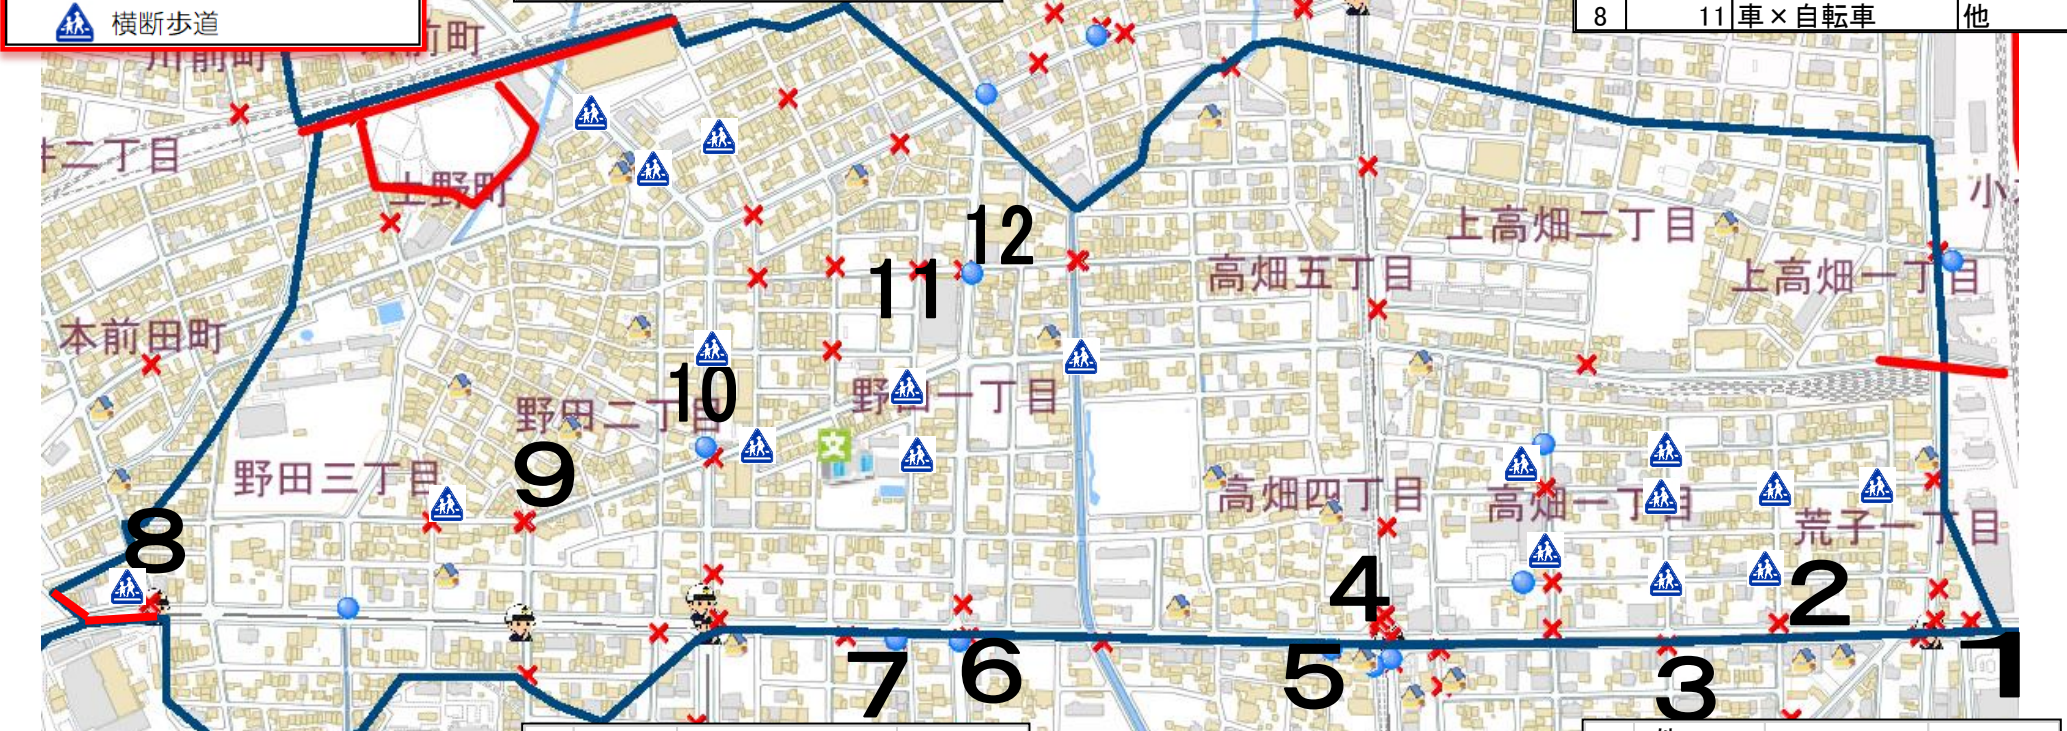 横断歩道
8 11 車×自転車 他
前町
川前町
二丁目
上野町
12
上高畑二丁目
11
高畑五丁目
上高畑一丁目
本前田町
10
野田二丁目
野田一丁目
9
野田三丁目
高畑四丁目
高畑一丁目
荒子一丁目
8
4
2
5
7
6
3
1